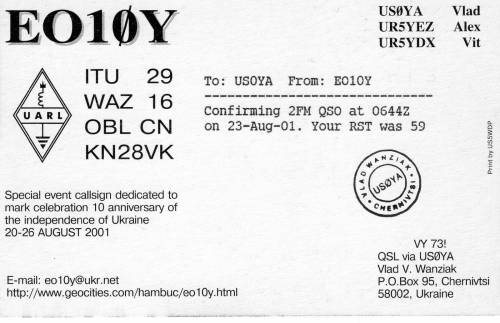 EO10Y
USØYA Vlad
UR5YEZ Alex
UR5YDX Vit
UARL
ITU 29
WAZ 16
OBL CN
KN28VK
To: US0YA From: EO10Y
Confirming 2FM QSO at 0644Z
on 23-Aug-01. Your RST was 59
VLAD WANZIAK
USØYA
CHERNIVTSI
Print by US5WDP
Special event callsign dedicated to
mark celebration 10 anniversary of
the independence of Ukraine
20-26 AUGUST 2001
E-mail: eo10y@ukr.net
http://www.geocities.com/hambuc/eo10y.html
VY 73!
QSL via USØYA
Vlad V. Wanziak
P.O.Box 95, Chernivtsi
58002, Ukraine